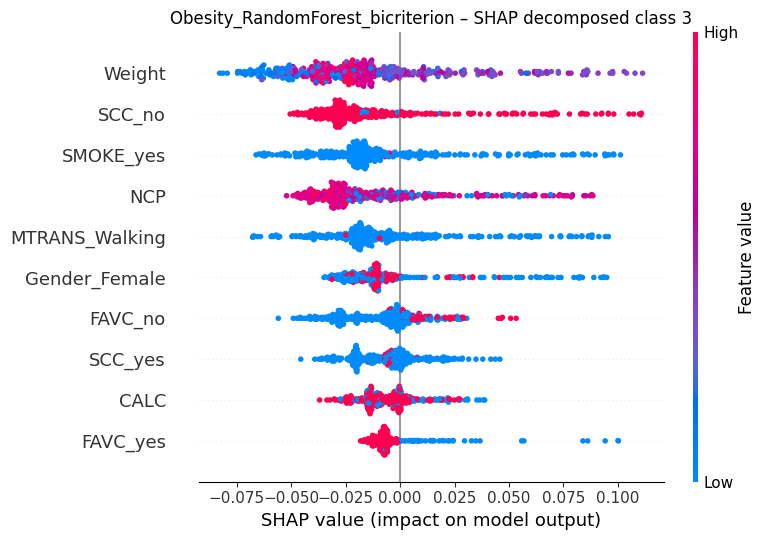 Obesity_RandomForest_bicriterion – SHAP decomposed class 3
High
Weight
SCC_no
SMOKE_yes
NCP
MTRANS_Walking
Gender_Female
FAVC_no
SCC_yes
CALC
FAVC_yes
Feature value
Low
−0.075 −0.050 −0.025 0.000 0.025 0.050 0.075 0.100
SHAP value (impact on model output)